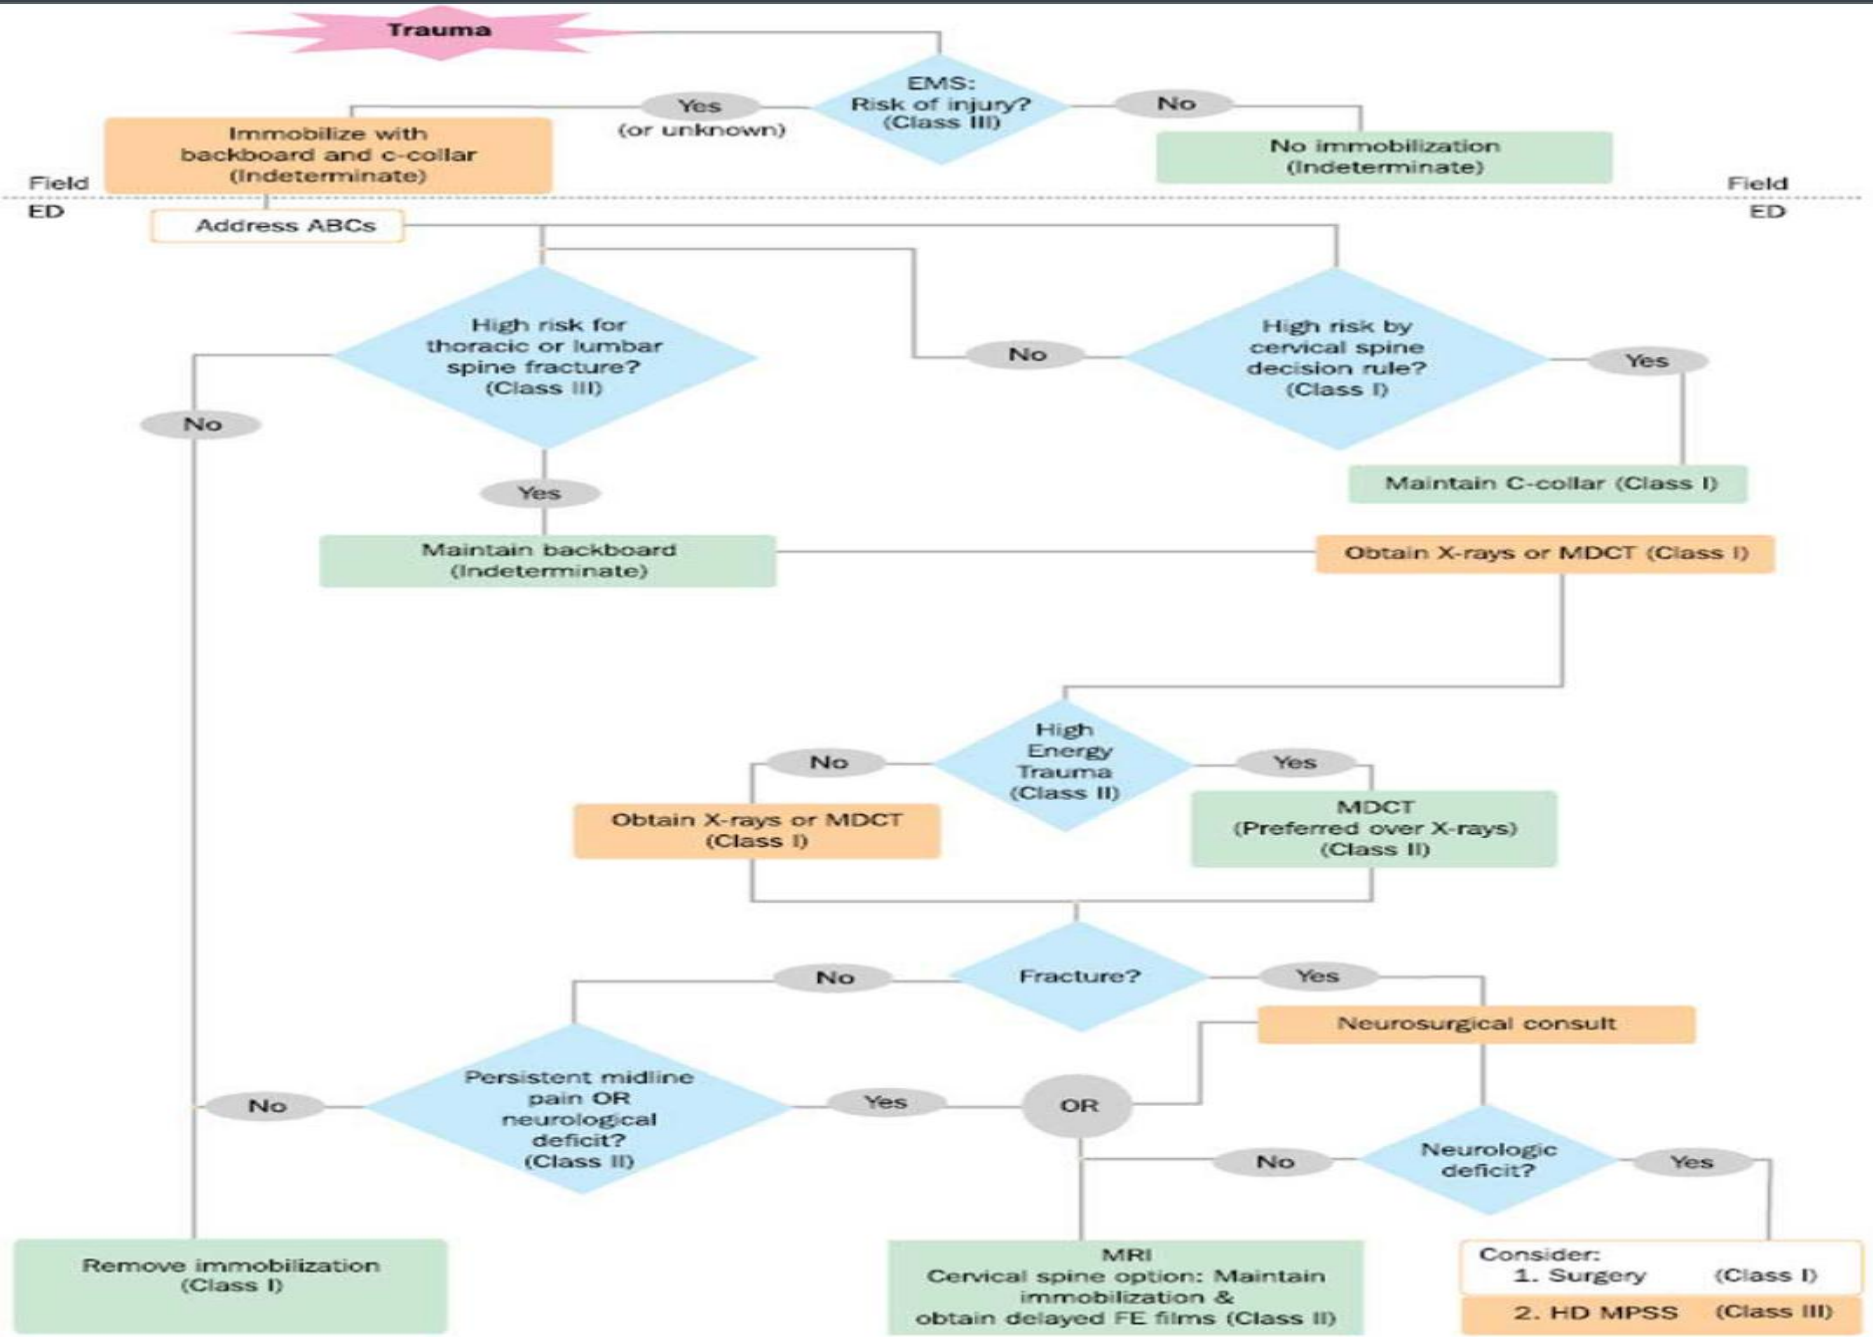 Trauma
EMS:
Risk of injury?
(Class III)
Yes
(or unknown)
No
Immobilize with
backboard and c-collar
(Indeterminate)
No immobilization
(Indeterminate)
Field
Field
ED
ED
Address ABCs
High risk for
thoracic or lumbar
spine fracture?
(Class III)
High risk by
cervical spine
decision rule?
(Class I)
No
Yes
No
Yes
Maintain C-collar (Class I)
Maintain backboard
(Indeterminate)
Obtain X-rays or MDCT (Class I)
High
Energy
Trauma
(Class II)
No
Yes
Obtain X-rays or MDCT
(Class I)
MDCT
(Preferred over X-rays)
(Class II)
Fracture?
No
Yes
Neurosurgical consult
Persistent midline
pain OR
neurological
deficit?
(Class II)
No
Yes
OR
Neurologic
deficit?
No
Yes
Remove immobilization
(Class I)
MRI
Cervical spine option: Maintain
immobilization &
obtain delayed FE films (Class II)
Consider:
1. Surgery (Class I)
2. HD MPSS (Class III)